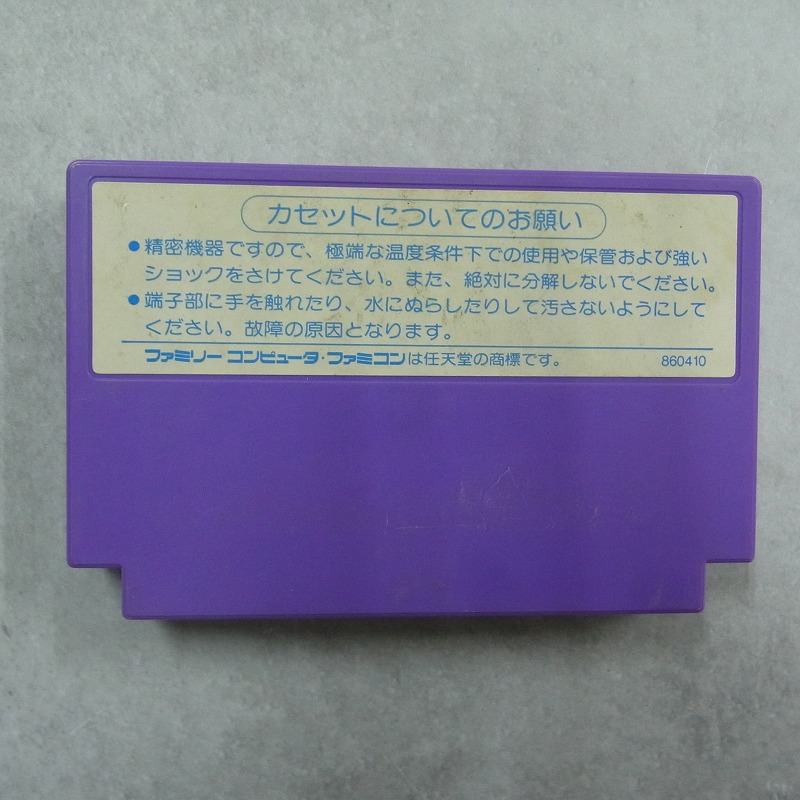 カセットについてのお願い
●精密機器ですので、極端な温度条件下での使用や保管および強い
ショックをさけてください。また、絶対に分解しないでください。
●端子部に手を触れたり、水にぬらしたりして汚さないようにして
ください。故障の原因となります。
ファミリー コンピュータ・ファミコンは任天堂の商標です。 860410